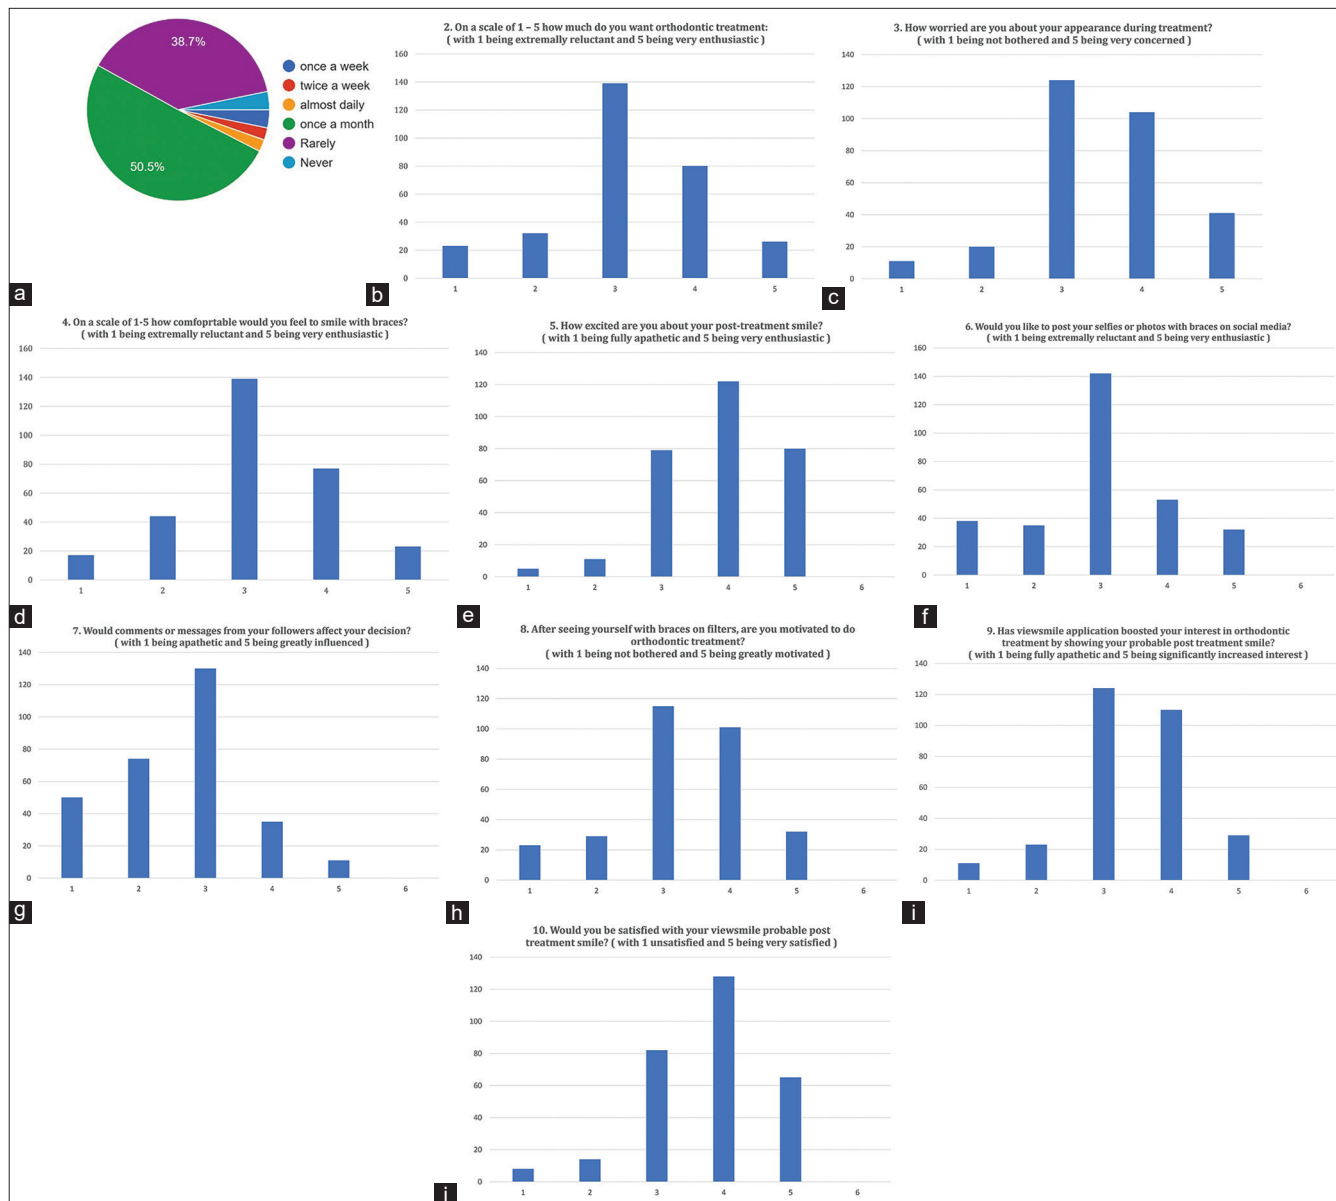 38.7%
50.5%
once a week
twice a week
almost daily
once a month
Rarely
Never
a
2. On a scale of 1 – 5 how much do you want orthodontic treatment:
( with 1 being extremally reluctant and 5 being very enthusiastic )
160
140
120
100
80
60
40
20
0
1 2 3 4 5
b
3. How worried are you about your appearance during treatment?
( with 1 being not bothered and 5 being very concerned )
160
140
120
100
80
60
40
20
0
1 2 3 4 5
c
4. On a scale of 1-5 how comfoprtable would you feel to smile with braces?
( with 1 being extremally reluctant and 5 being very enthusiastic )
160
140
120
100
80
60
40
20
0
1 2 3 4 5
d
5. How excited are you about your post-treatment smile?
( with 1 being fully apathetic and 5 being very enthusiastic )
140
120
100
80
60
40
20
0
1 2 3 4 5 6
e
6. Would you like to post your selfies or photos with braces on social media?
( with 1 being extremally reluctant and 5 being very enthusiastic )
160
140
120
100
80
60
40
20
0
1 2 3 4 5 6
f
7. Would comments or messages from your followers affect your decision?
( with 1 being apathetic and 5 being greatly influenced )
140
120
100
80
60
40
20
0
1 2 3 4 5 6
g
8. After seeing yourself with braces on filters, are you motivated to do
orthodontic treatment?
( with 1 being not bothered and 5 being greatly motivated )
140
120
100
80
60
40
20
0
1 2 3 4 5 6
h
9. Has viewsmile application boosted your interest in orthodontic
treatment by showing your probable post treatment smile?
( with 1 being fully apathetic and 5 being significantly increased interest )
140
120
100
80
60
40
20
0
1 2 3 4 5 6
i
10. Would you be satisfied with your viewsmile probable post
treatment smile? ( with 1 unsatisfied and 5 being very satisfied )
140
120
100
80
60
40
20
0
1 2 3 4 5 6
j